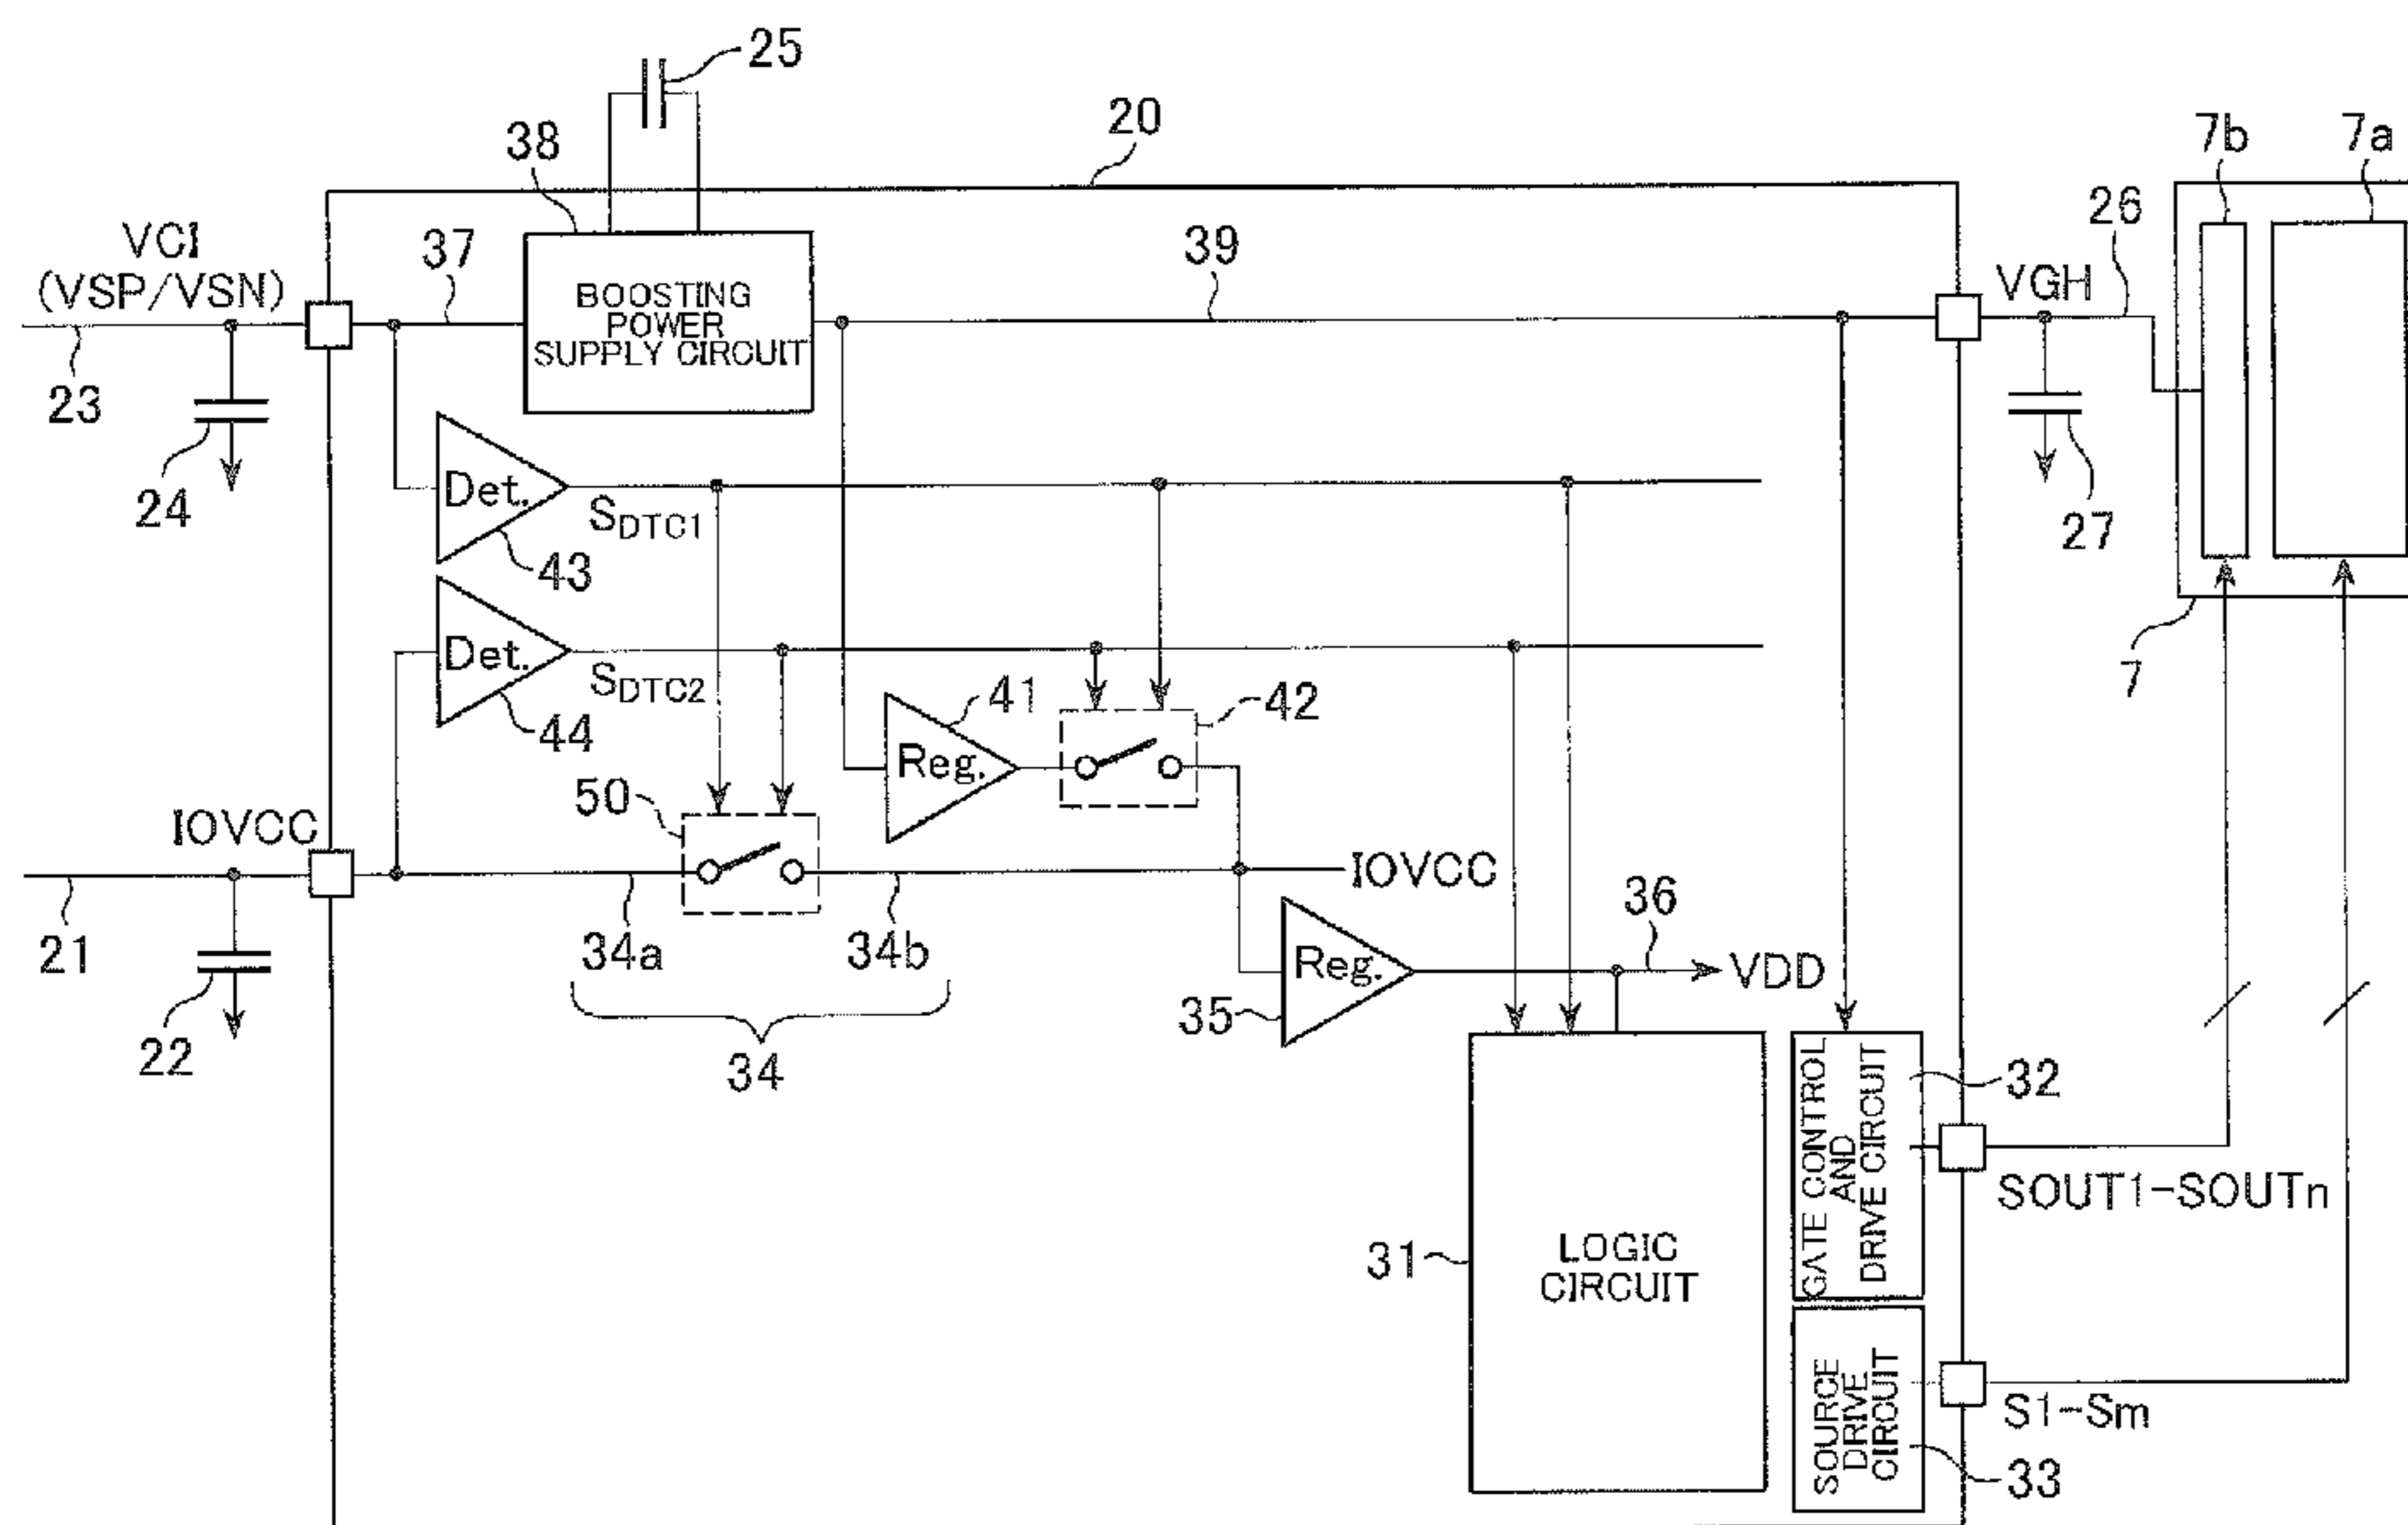 25
20
7b
7a
38
26
VCI
(VSP/VSN)
37
39
VGH
BOOSTING
POWER
SUPPLY CIRCUIT
23
24
Det.
SDTC1
43
27
Det.
SDTC2
44
7
41
42
Reg.
50
IOVCC
IOVCC
21
34a
34b
36
Reg.
VDD
22
35
34
GATE CONTROL
AND
DRIVE CIRCUIT
32
SOUT1-SOUTn
31
LOGIC
CIRCUIT
SOURCE
DRIVE
CIRCUIT
S1-Sm
33